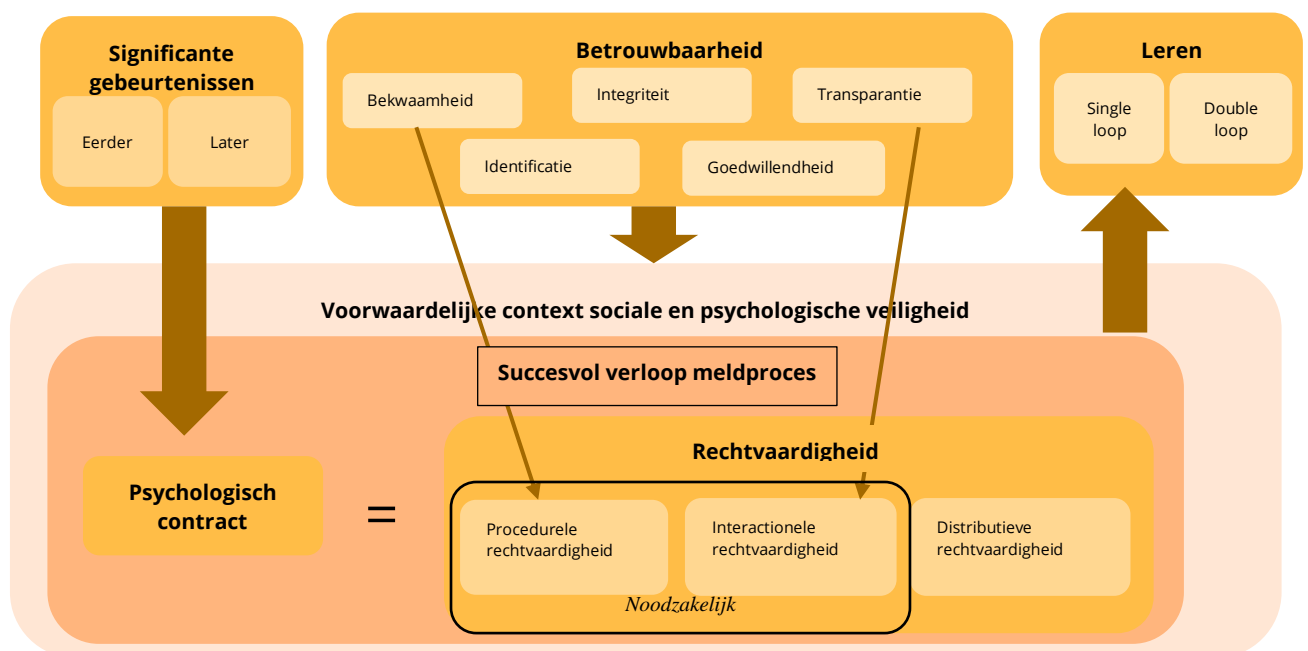 Significante
gebeurtenissen
Eerder
Later
Betrouwbaarheid
Bekwaamheid
Integriteit
Transparantie
Identificatie
Goedwillendheid
Leren
Single
loop
Double
loop
Voorwaardelijke context sociale en psychologische veiligheid
Succesvol verloop meldproces
Psychologisch
contract
=
Rechtvaardigheid
Procedurele
rechtvaardigheid
Interactionele
rechtvaardigheid
Distributieve
rechtvaardigheid
Noodzakelijk